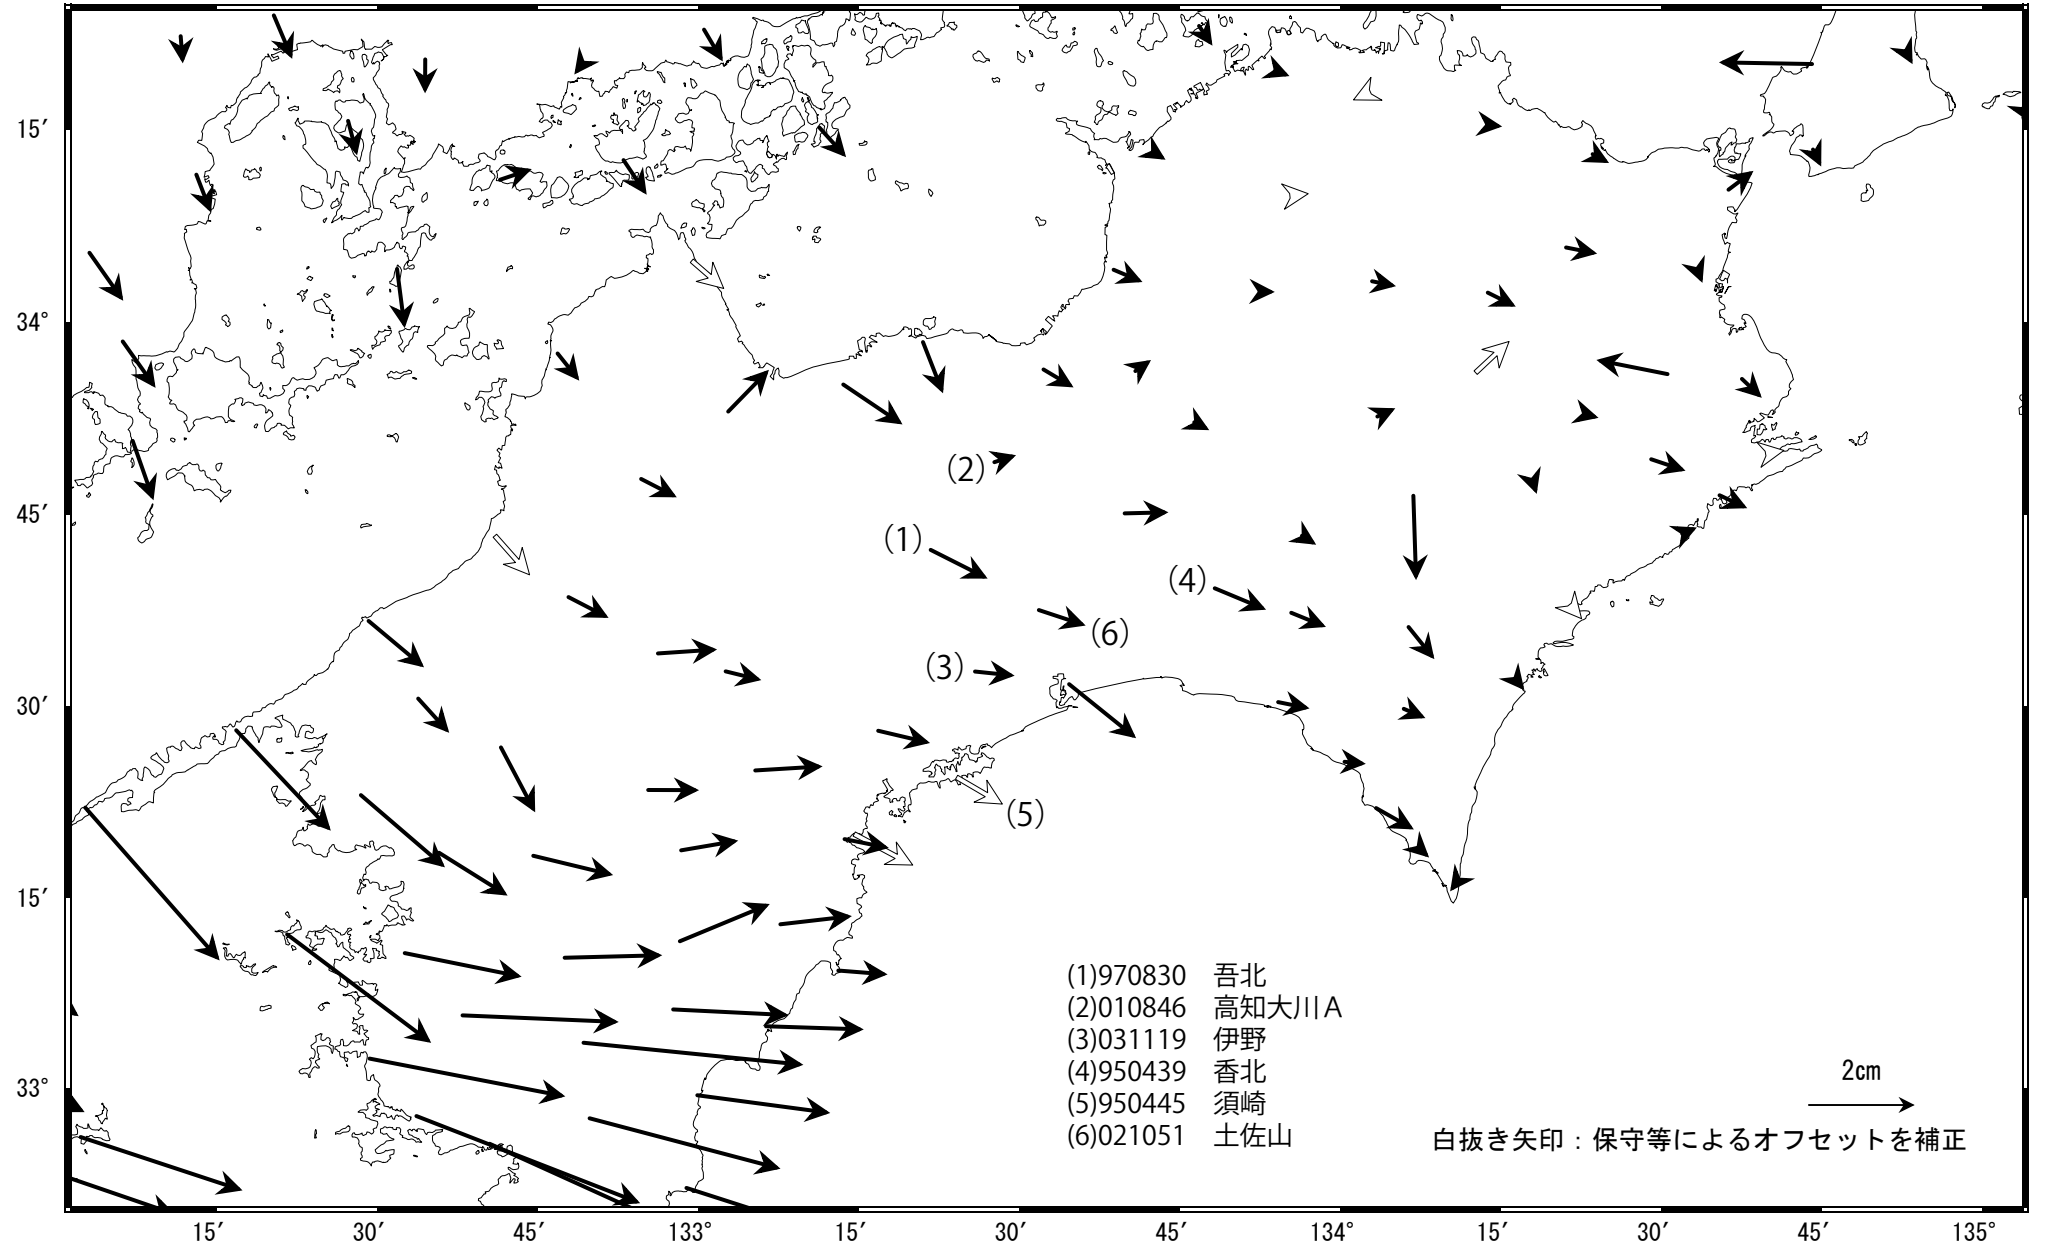 15′
34°
(2)
45′
(1)
(4)
(6)
(3)
30′
(5)
15′
(1)970830 吾北
(2)010846 高知大川Ａ
(3)031119 伊野
(4)950439 香北
(5)950445 須崎
(6)021051 土佐山
33°
2cm
白抜き矢印：保守等によるオフセットを補正
15′ 30′ 45′ 133° 15′ 30′ 45′ 134° 15′ 30′ 45′ 135°